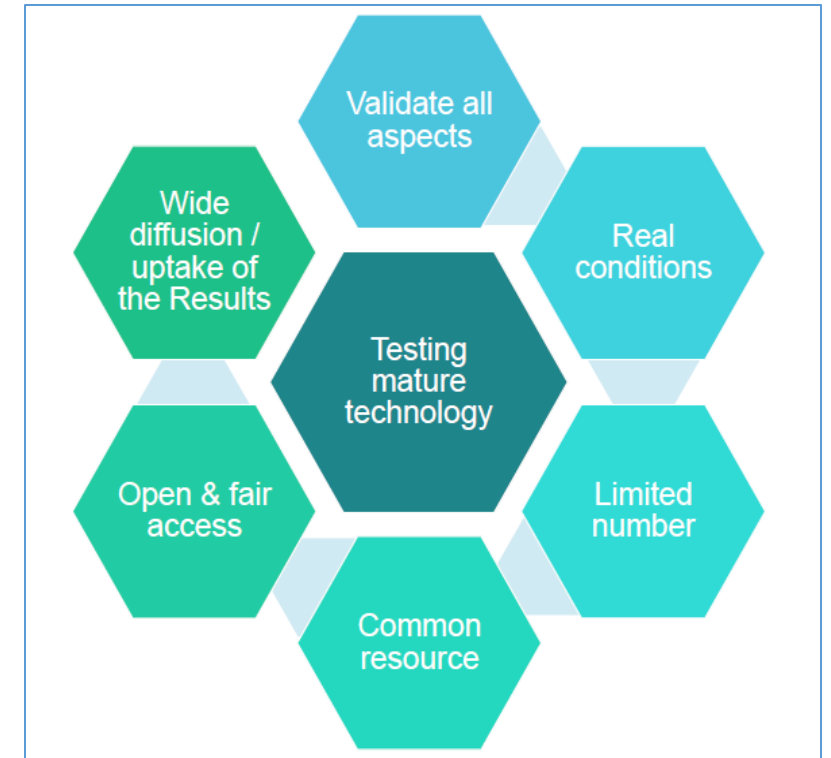 Validate all
aspects
Real
conditions
Limited
number
Common
resource
Open & fair
access
Wide
diffusion /
uptake of
the Results
Testing
mature
technology